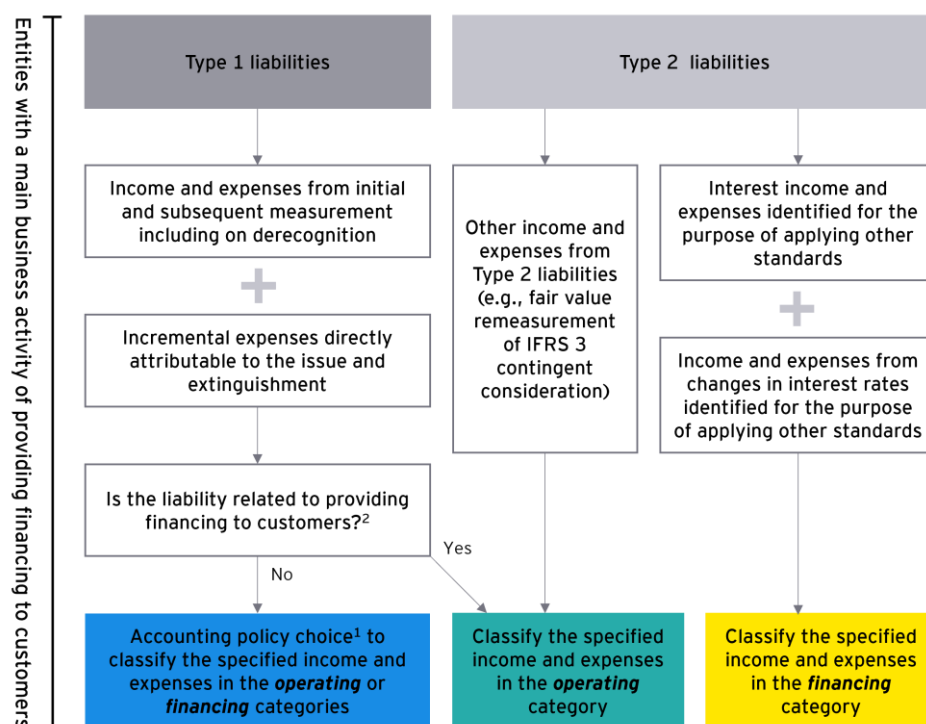 Entities with a main business activity of providing financing to customers
Type 1 liabilities
Type 2 liabilities
Income and expenses from initial
and subsequent measurement
including on derecognition
+
Incremental expenses directly
attributable to the issue and
extinguishment
Is the liability related to providing
financing to customers?²
No
Yes
Other income and
expenses from
Type 2 liabilities
(e.g., fair value
remeasurement
of IFRS 3
contingent
consideration)
Interest income and
expenses identified for the
purpose of applying other
standards
+
Income and expenses from
changes in interest rates
identified for the purpose
of applying other standards
Accounting policy choice¹ to
classify the specified income and
expenses in the operating or
financing categories
Classify the specified
income and expenses
in the operating
category
Classify the specified
income and expenses
in the financing
category